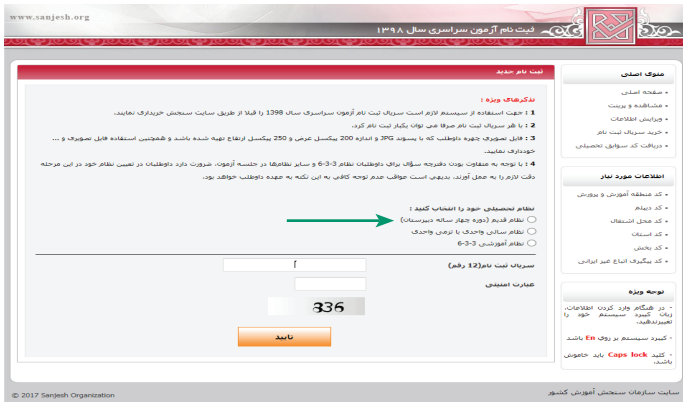 www.sanjesh.org
ثبت نام آزمون سراسری سال ۱۳۹۸
منوی اصلی
صفحه اصلی
مشاهده و پرینت
ویرایش اطلاعات
خرید سریال ثبت نام
دریافت کد سوابق تحصیلی
اطلاعات مورد نیاز
کد منطقه آموزش و پرورش
کد دیپلم
کد محل اشتغال
کد استان
کد بخش
کد پیگیری اتباع غیر ایرانی
توجه ویژه
- در هنگام وارد کردن اطلاعات،
زبان کیبرد سیستم خود را
تغییرندهید.
- کیبرد سیستم بر روی En باشد
- کلید Caps lock باید خاموش
باشد.
ثبت نام جدید
تذکرهای ویژه :
1 : جهت استفاده از سیستم لازم است سریال ثبت نام آزمون سراسری سال 1398 را قبلا از طریق سایت سنجش خریداری نمایند.
2 : با هر سریال ثبت نام صرفا می توان یکبار ثبت نام کرد.
3 : فایل تصویری چهره داوطلب که با پسوند JPG و اندازه 200 پیکسل عرض و 250 پیکسل ارتفاع تهیه شده باشد و همچنین استفاده فایل تصویری و ...
خودداری نمایید.
4 : با توجه به متفاوت بودن دفترچه سؤال برای داوطلبان نظام 3-3-6 و سایر نظام‌ها در جلسه آزمون، ضرورت دارد داوطلبان در تعیین نظام خود در این مرحله
دقت لازم را به عمل آورند، بدیهی است عواقب عدم توجه کافی به این نکته به عهده داوطلب خواهد بود.
نظام تحصیلی خود را انتخاب کنید :
نظام قدیم (دوره چهار ساله دبیرستان)
نظام سالی واحدی یا ترمی واحدی
نظام آموزشی 3-3-6
سریال ثبت نام(12 رقم)
عبارت امنیتی
336
تایید
© 2017 Sanjesh Organization
سایت سازمان سنجش آموزش کشور